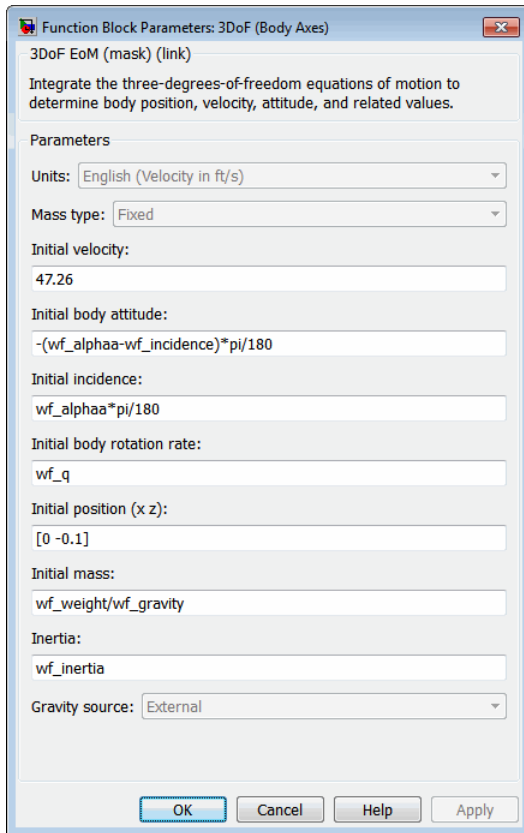 Function Block Parameters: 3DoF (Body Axes)
3DoF EoM (mask) (link)
Integrate the three-degrees-of-freedom equations of motion to
determine body position, velocity, attitude, and related values.
Parameters
Units: English (Velocity in ft/s)
Mass type: Fixed
Initial velocity:
47.26
Initial body attitude:
-(wf_alphaa-wf_incidence)*pi/180
Initial incidence:
wf_alphaa*pi/180
Initial body rotation rate:
wf_q
Initial position (x z):
[0 -0.1]
Initial mass:
wf_weight/wf_gravity
Inertia:
wf_inertia
Gravity source: External
OK Cancel Help Apply